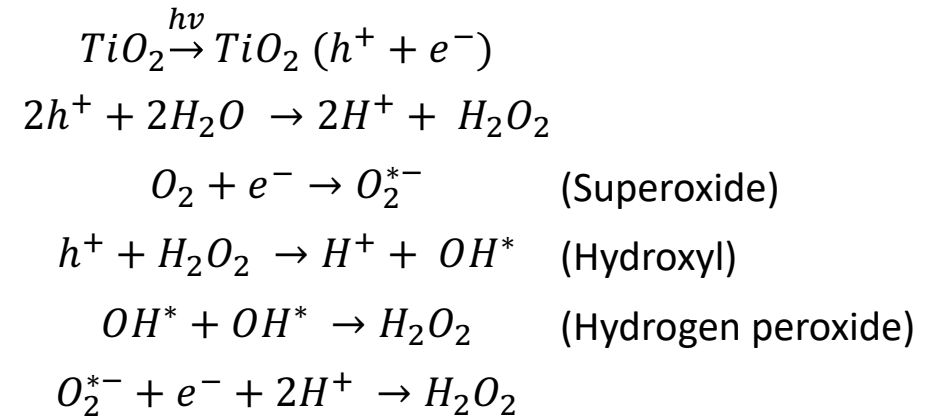 TiO₂ →^{hν} TiO₂ (h⁺ + e⁻)
2h⁺ + 2H₂O → 2H⁺ + H₂O₂
O₂ + e⁻ → O₂*⁻ (Superoxide)
h⁺ + H₂O₂ → H⁺ + OH* (Hydroxyl)
OH* + OH* → H₂O₂ (Hydrogen peroxide)
O₂*⁻ + e⁻ + 2H⁺ → H₂O₂